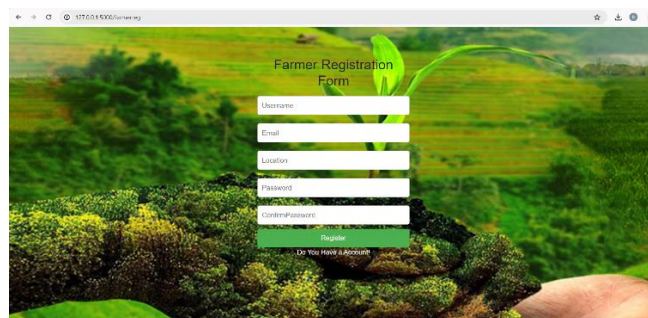 127.0.0.1:5000/farmer-reg
Farmer Registration
Form
Username
Email
Location
Password
ConfirmPassword
Register
Do You Have a Account?